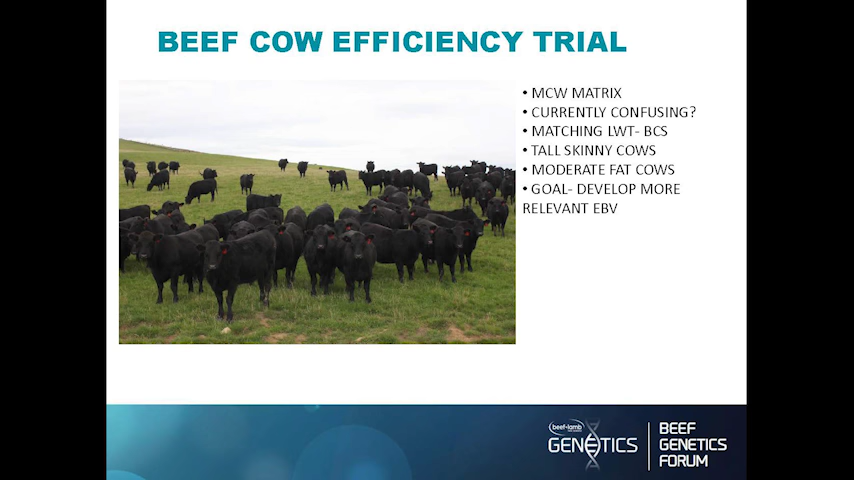 BEEF COW EFFICIENCY TRIAL
• MCW MATRIX
• CURRENTLY CONFUSING?
• MATCHING LWT- BCS
• TALL SKINNY COWS
• MODERATE FAT COWS
• GOAL- DEVELOP MORE
RELEVANT EBV
beef+lamb
GENETICS
BEEF
GENETICS
FORUM